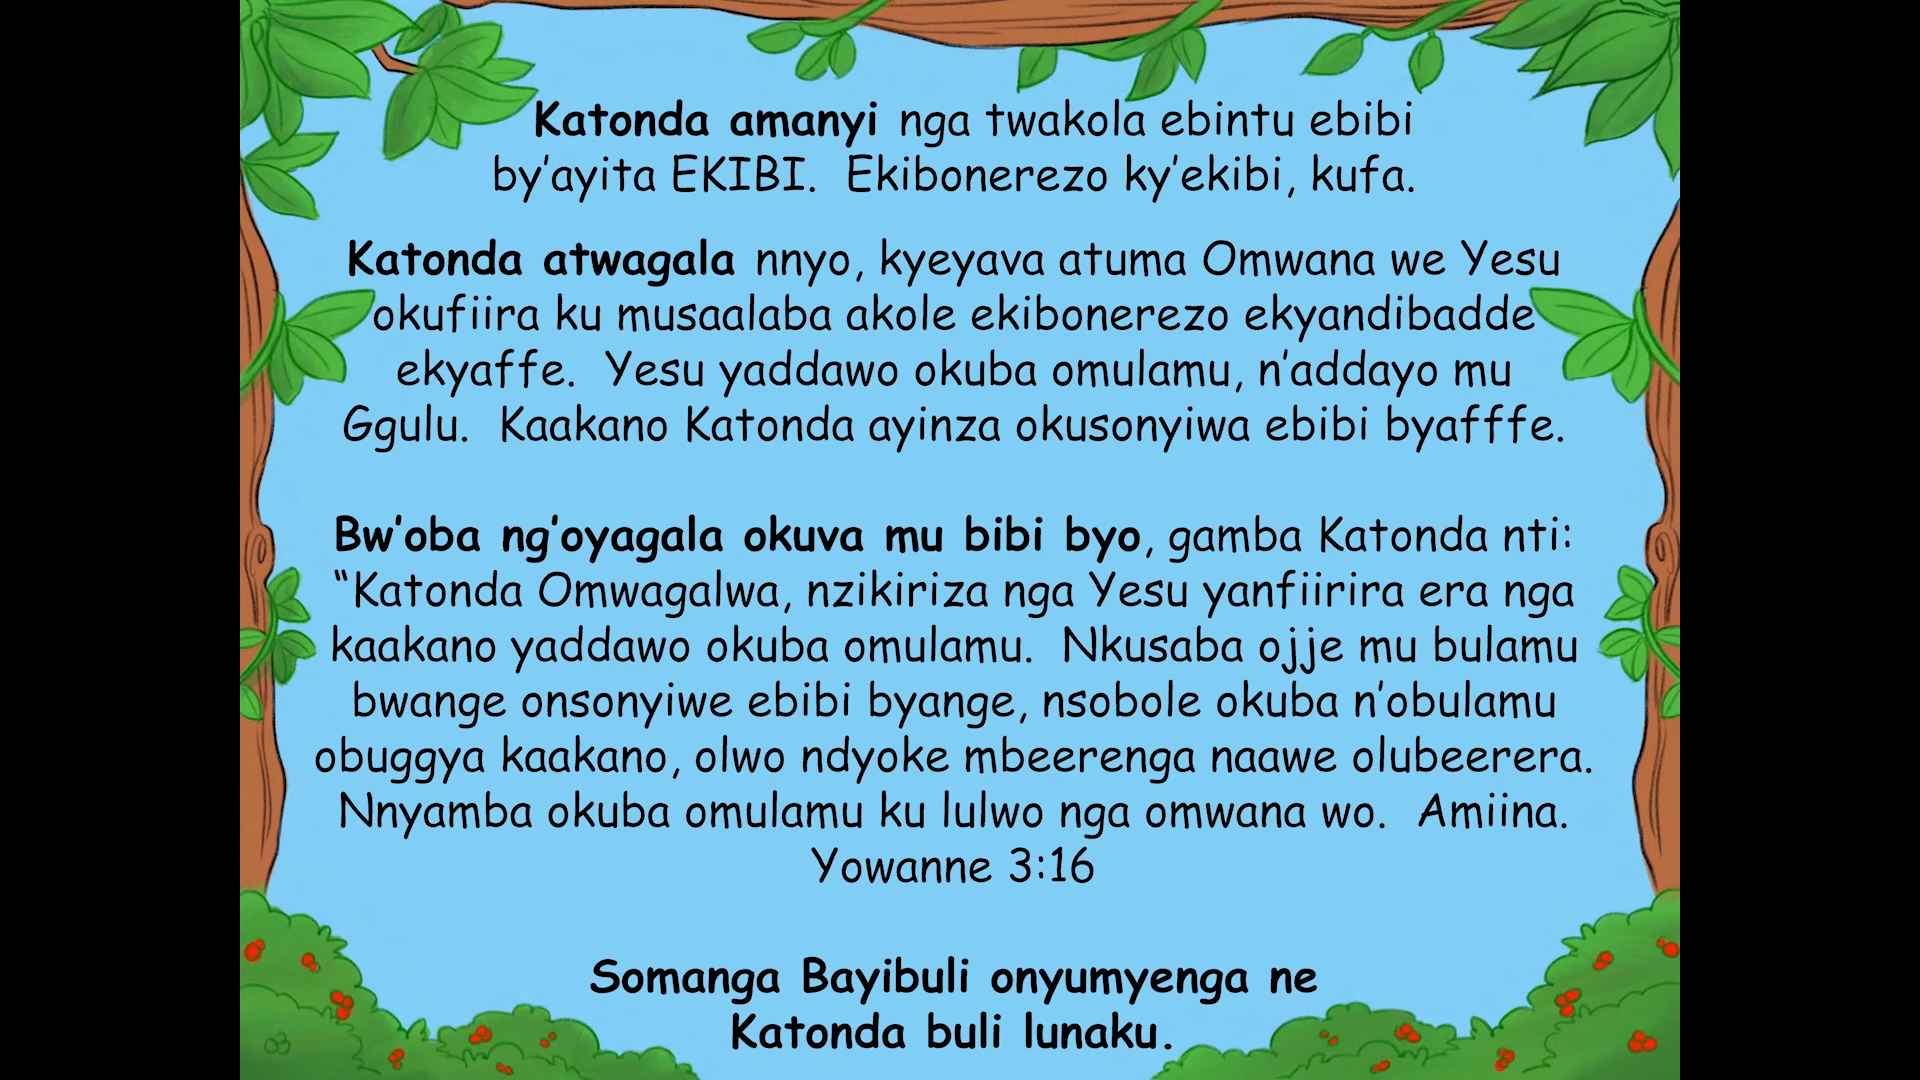 Katonda amanyi nga twakola ebintu ebibi
by'ayita EKIBI.  Ekibonerezo ky'ekibi, kufa.
Katonda atwagala nnyo, kyeyava atuma Omwana we Yesu
okufiira ku musaalaba akole ekibonerezo ekyandibadde
ekyaffe.  Yesu yaddawo okuba omulamu, n'addayo mu
Ggulu.  Kaakano Katonda ayinza okusonyiwa ebibi byafffe.
Bw'oba ng'oyagala okuva mu bibi byo, gamba Katonda nti:
“Katonda Omwagalwa, nzikiriza nga Yesu yanfiirira era nga
kaakano yaddawo okuba omulamu.  Nkusaba ojje mu bulamu
bwange onsonyiwe ebibi byange, nsobole okuba n'obulamu
obuggya kaakano, olwo ndyoke mbeerenga naawe olubeerera.
Nnyamba okuba omulamu ku lulwo nga omwana wo.  Amiina.
Yowanne 3:16
Somanga Bayibuli onyumyenga ne
Katonda buli lunaku.